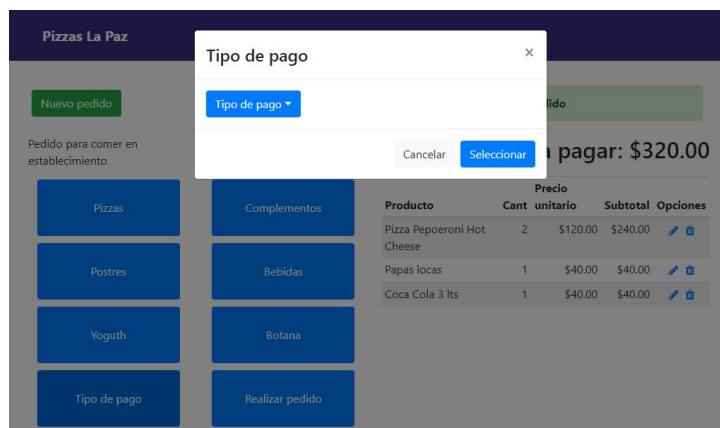 Pizzas La Paz
Tipo de pago ×
Nuevo pedido
Tipo de pago
lido
Cancelar Seleccionar
pagar: $320.00
Pedido para comer en
establecimiento
Pizzas Complementos
Postres Bebidas
Yoguth Botana
Tipo de pago Realizar pedido
Producto Cant Precio unitario Subtotal Opciones
Pizza Pepoeroni Hot Cheese 2 $120.00 $240.00
Papas locas 1 $40.00 $40.00
Coca Cola 3 lts 1 $40.00 $40.00